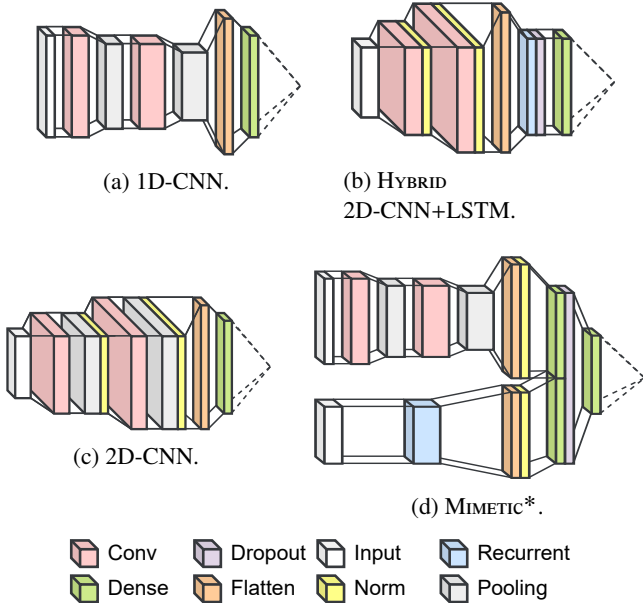 (a) 1D-CNN.
(b) HYBRID
2D-CNN+LSTM.
(c) 2D-CNN.
(d) MIMETIC*.
Conv
Dropout
Input
Recurrent
Dense
Flatten
Norm
Pooling